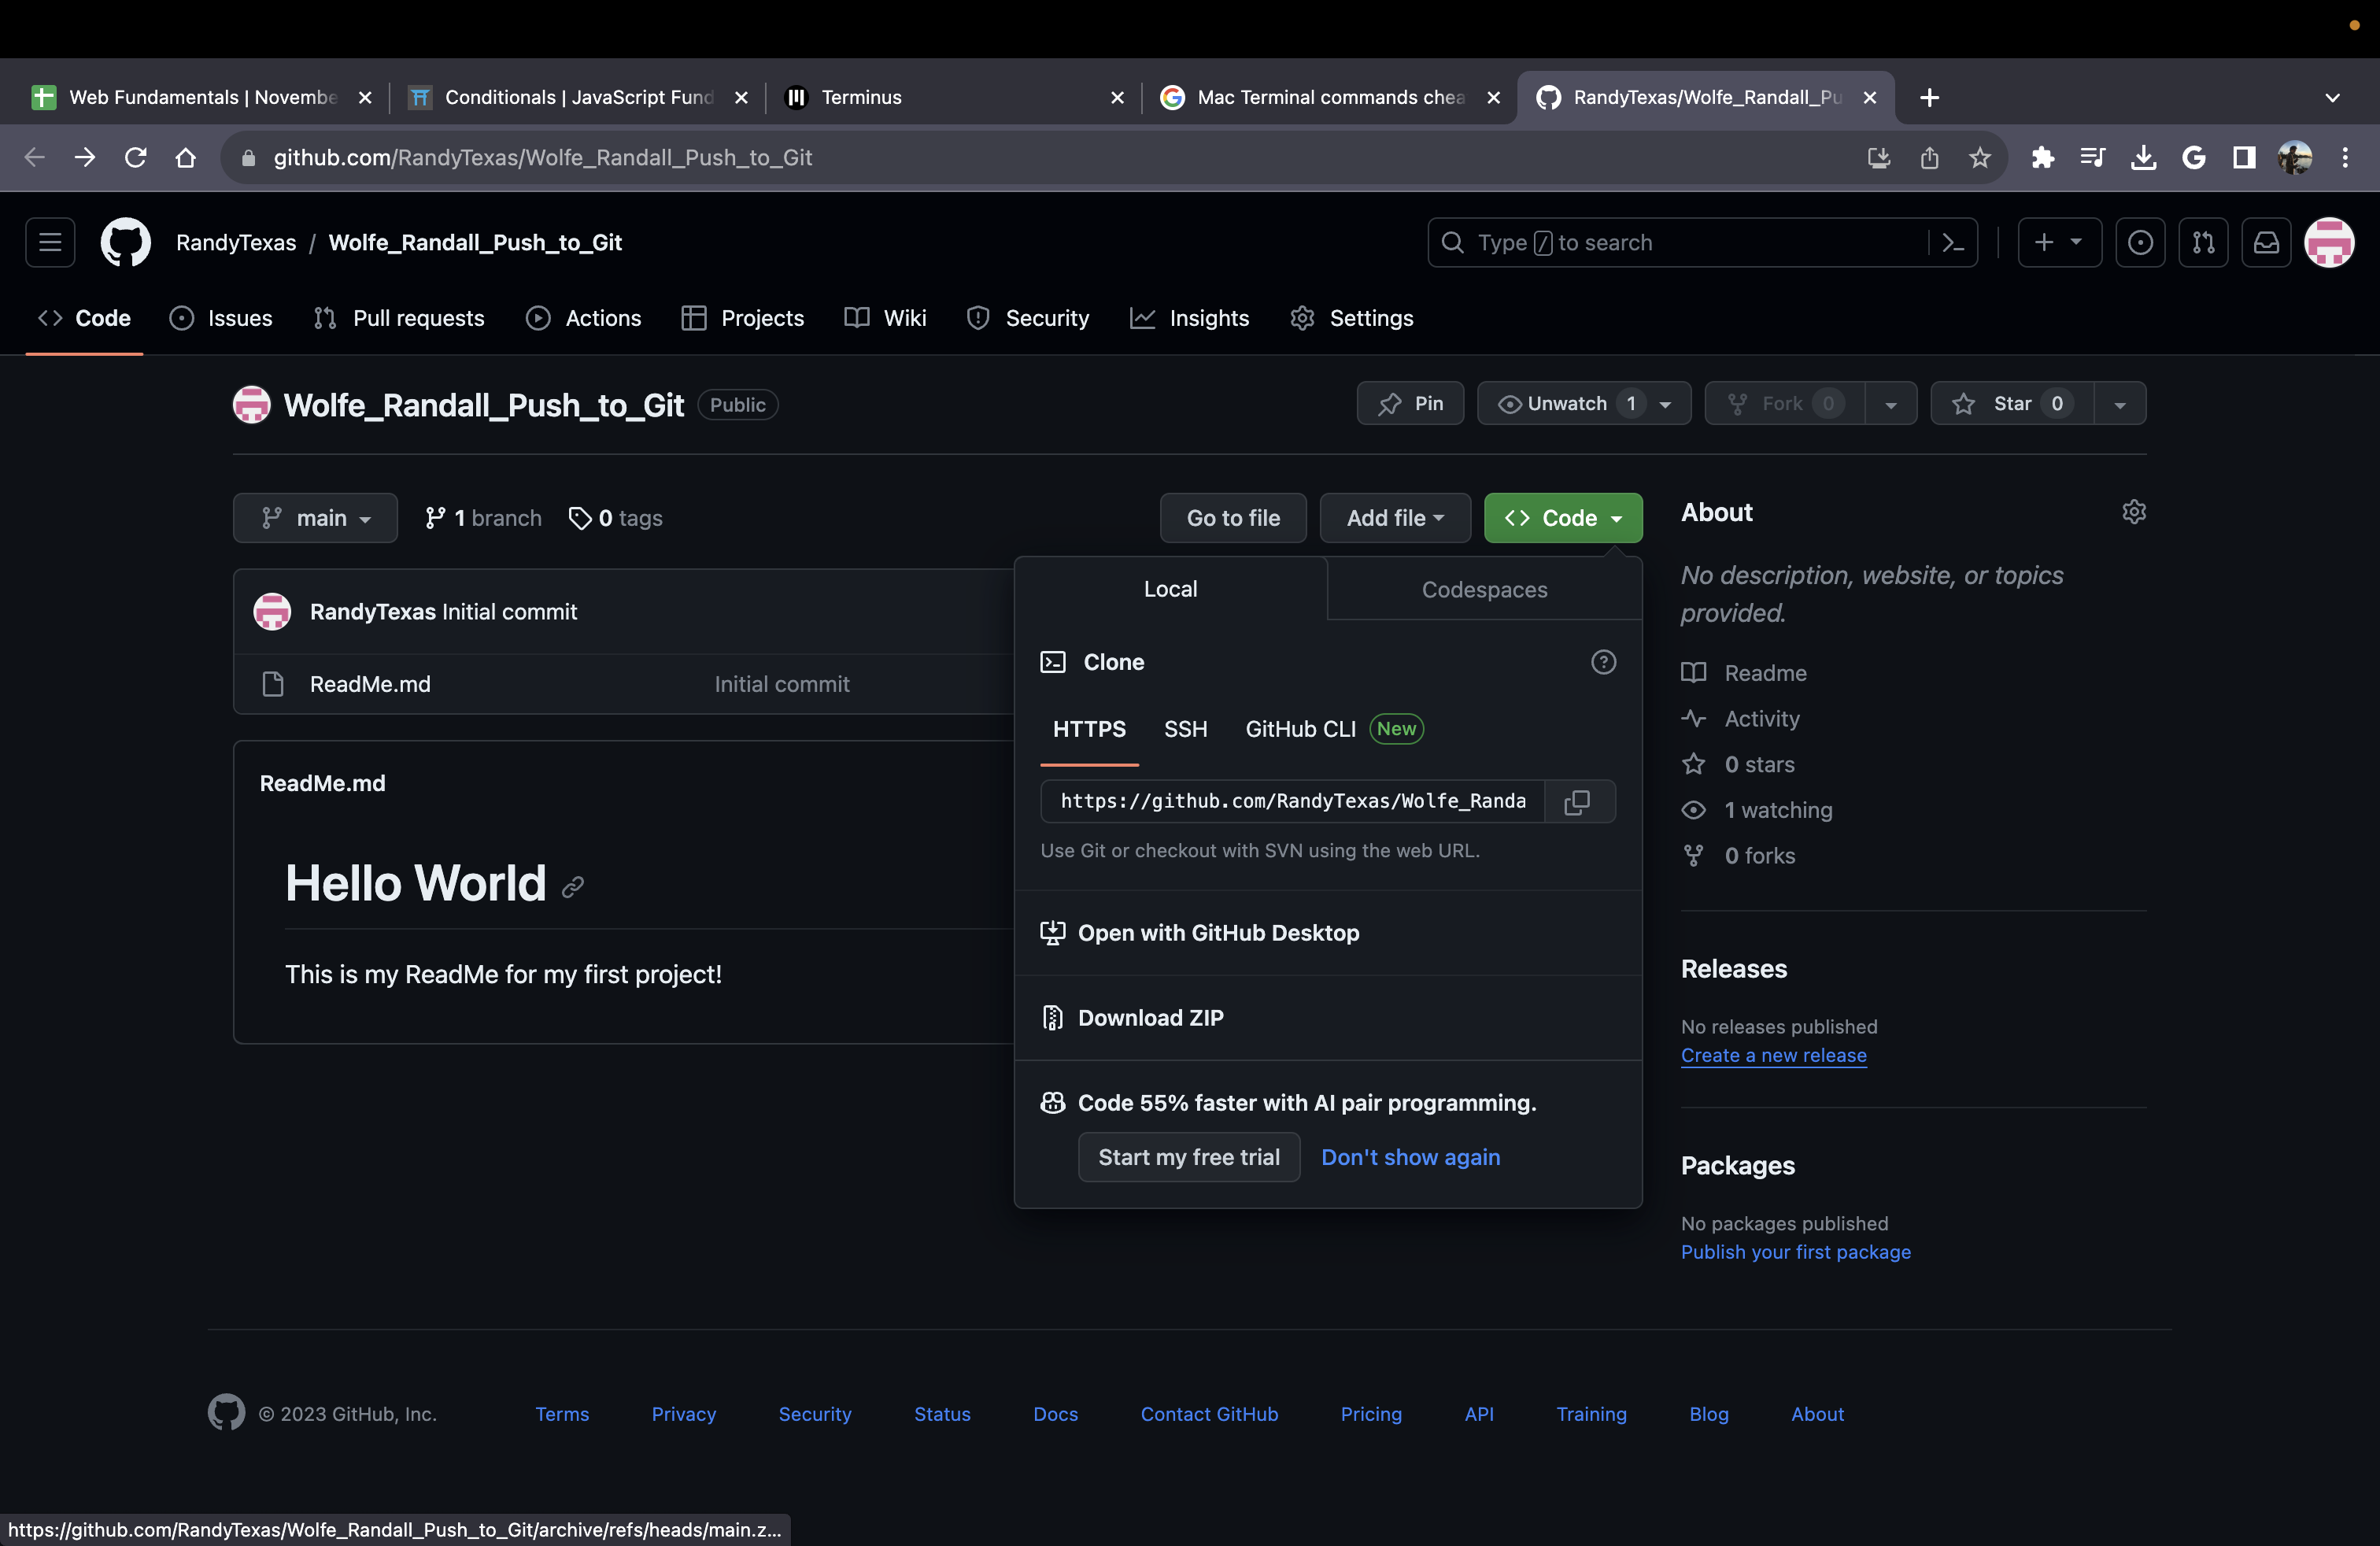 Web Fundamentals | Novembe
Conditionals | JavaScript Fund
Terminus
Mac Terminal commands chea
RandyTexas/Wolfe_Randall_Pu
github.com/RandyTexas/Wolfe_Randall_Push_to_Git
RandyTexas / Wolfe_Randall_Push_to_Git
Type / to search
Code
Issues
Pull requests
Actions
Projects
Wiki
Security
Insights
Settings
Wolfe_Randall_Push_to_Git Public
Pin
Unwatch 1
Fork 0
Star 0
main
1 branch
0 tags
Go to file
Add file
Code
RandyTexas Initial commit
ReadMe.md Initial commit
ReadMe.md
Hello World
This is my ReadMe for my first project!
Local
Codespaces
Clone
HTTPS
SSH
GitHub CLI New
https://github.com/RandyTexas/Wolfe_Randa
Use Git or checkout with SVN using the web URL.
Open with GitHub Desktop
Download ZIP
Code 55% faster with AI pair programming.
Start my free trial
Don't show again
About
No description, website, or topics
provided.
Readme
Activity
0 stars
1 watching
0 forks
Releases
No releases published
Create a new release
Packages
No packages published
Publish your first package
© 2023 GitHub, Inc.
Terms
Privacy
Security
Status
Docs
Contact GitHub
Pricing
API
Training
Blog
About
https://github.com/RandyTexas/Wolfe_Randall_Push_to_Git/archive/refs/heads/main.z...